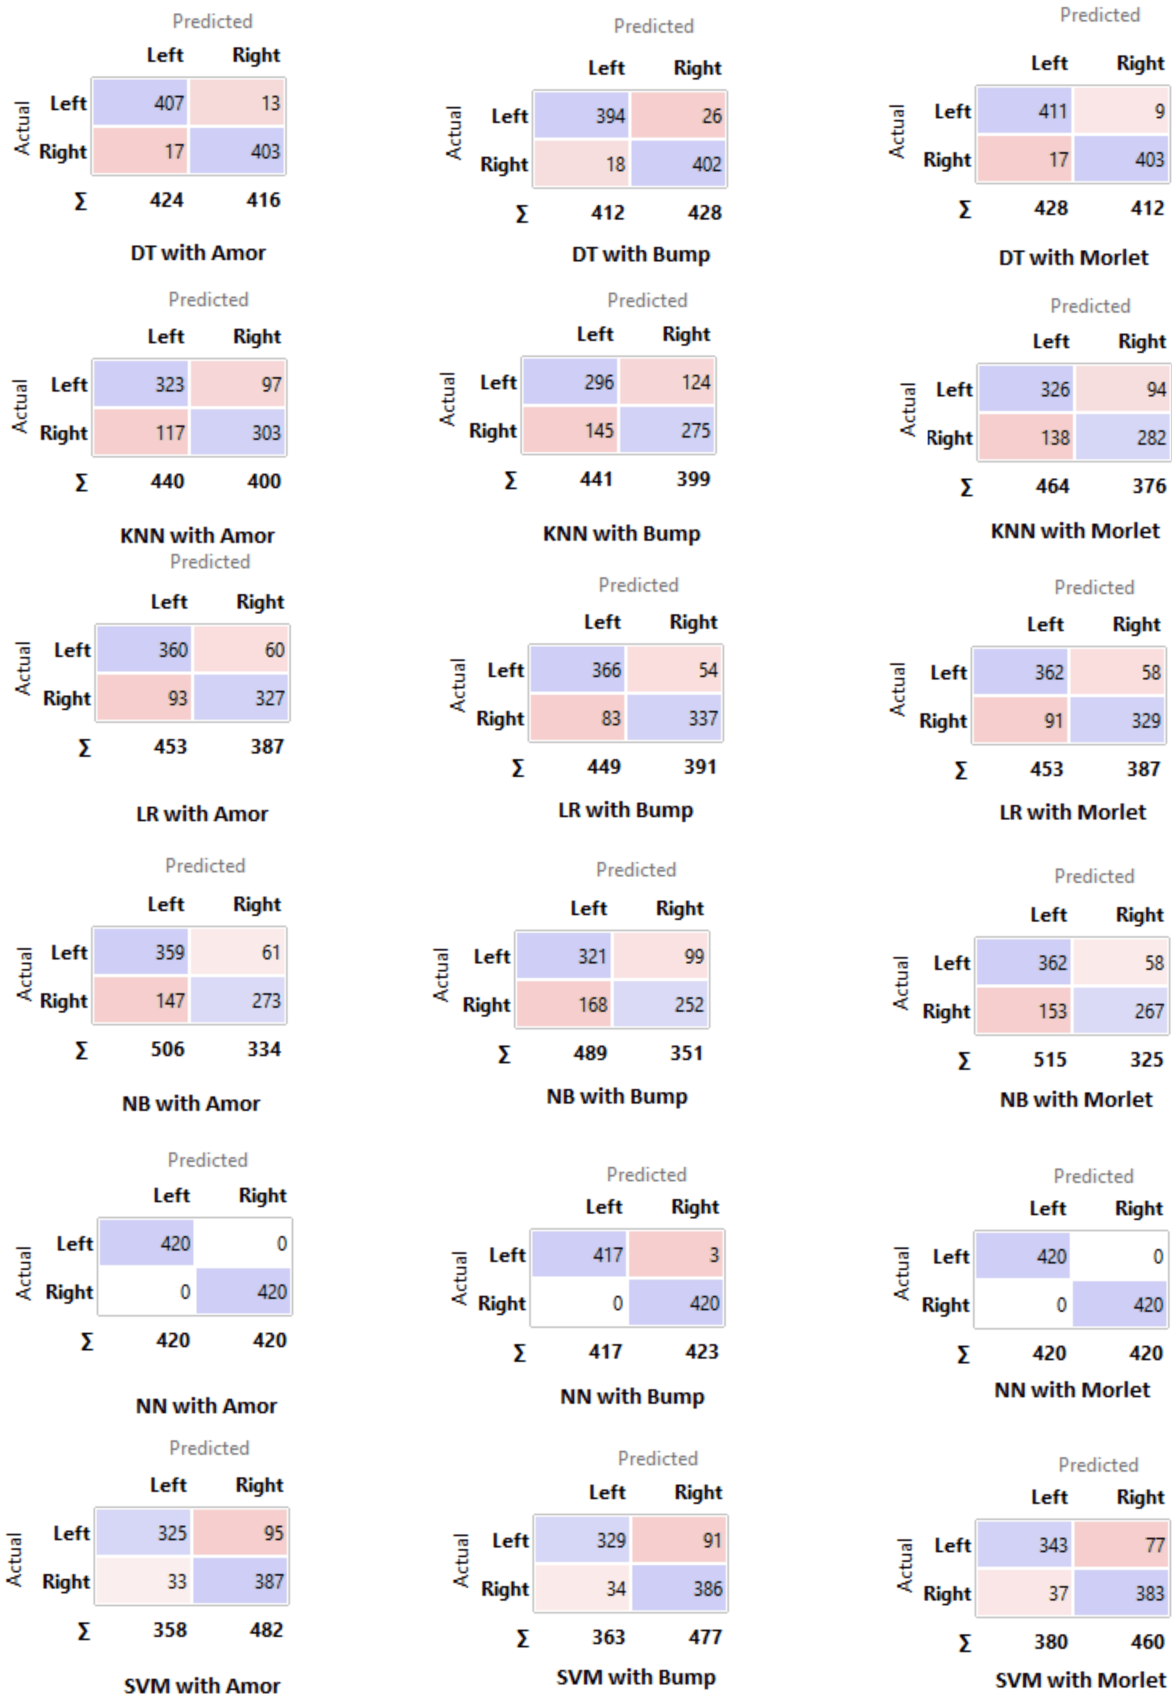 Predicted Predicted Predicted
Left Right Left Right Left Right
Actual Left 407 13 Actual Left 394 26 Actual Left 411 9
Right 17 403 Right 18 402 Right 17 403
Σ 424 416 Σ 412 428 Σ 428 412
DT with Amor DT with Bump DT with Morlet
Predicted Predicted Predicted
Left Right Left Right Left Right
Actual Left 323 97 Actual Left 296 124 Actual Left 326 94
Right 117 303 Right 145 275 Right 138 282
Σ 440 400 Σ 441 399 Σ 464 376
KNN with Amor KNN with Bump KNN with Morlet
Predicted Predicted Predicted
Left Right Left Right Left Right
Actual Left 360 60 Actual Left 366 54 Actual Left 362 58
Right 93 327 Right 83 337 Right 91 329
Σ 453 387 Σ 449 391 Σ 453 387
LR with Amor LR with Bump LR with Morlet
Predicted Predicted Predicted
Left Right Left Right Left Right
Actual Left 359 61 Actual Left 321 99 Actual Left 362 58
Right 147 273 Right 168 252 Right 153 267
Σ 506 334 Σ 489 351 Σ 515 325
NB with Amor NB with Bump NB with Morlet
Predicted Predicted Predicted
Left Right Left Right Left Right
Actual Left 420 0 Actual Left 417 3 Actual Left 420 0
Right 0 420 Right 0 420 Right 0 420
Σ 420 420 Σ 417 423 Σ 420 420
NN with Amor NN with Bump NN with Morlet
Predicted Predicted Predicted
Left Right Left Right Left Right
Actual Left 325 95 Actual Left 329 91 Actual Left 343 77
Right 33 387 Right 34 386 Right 37 383
Σ 358 482 Σ 363 477 Σ 380 460
SVM with Amor SVM with Bump SVM with Morlet